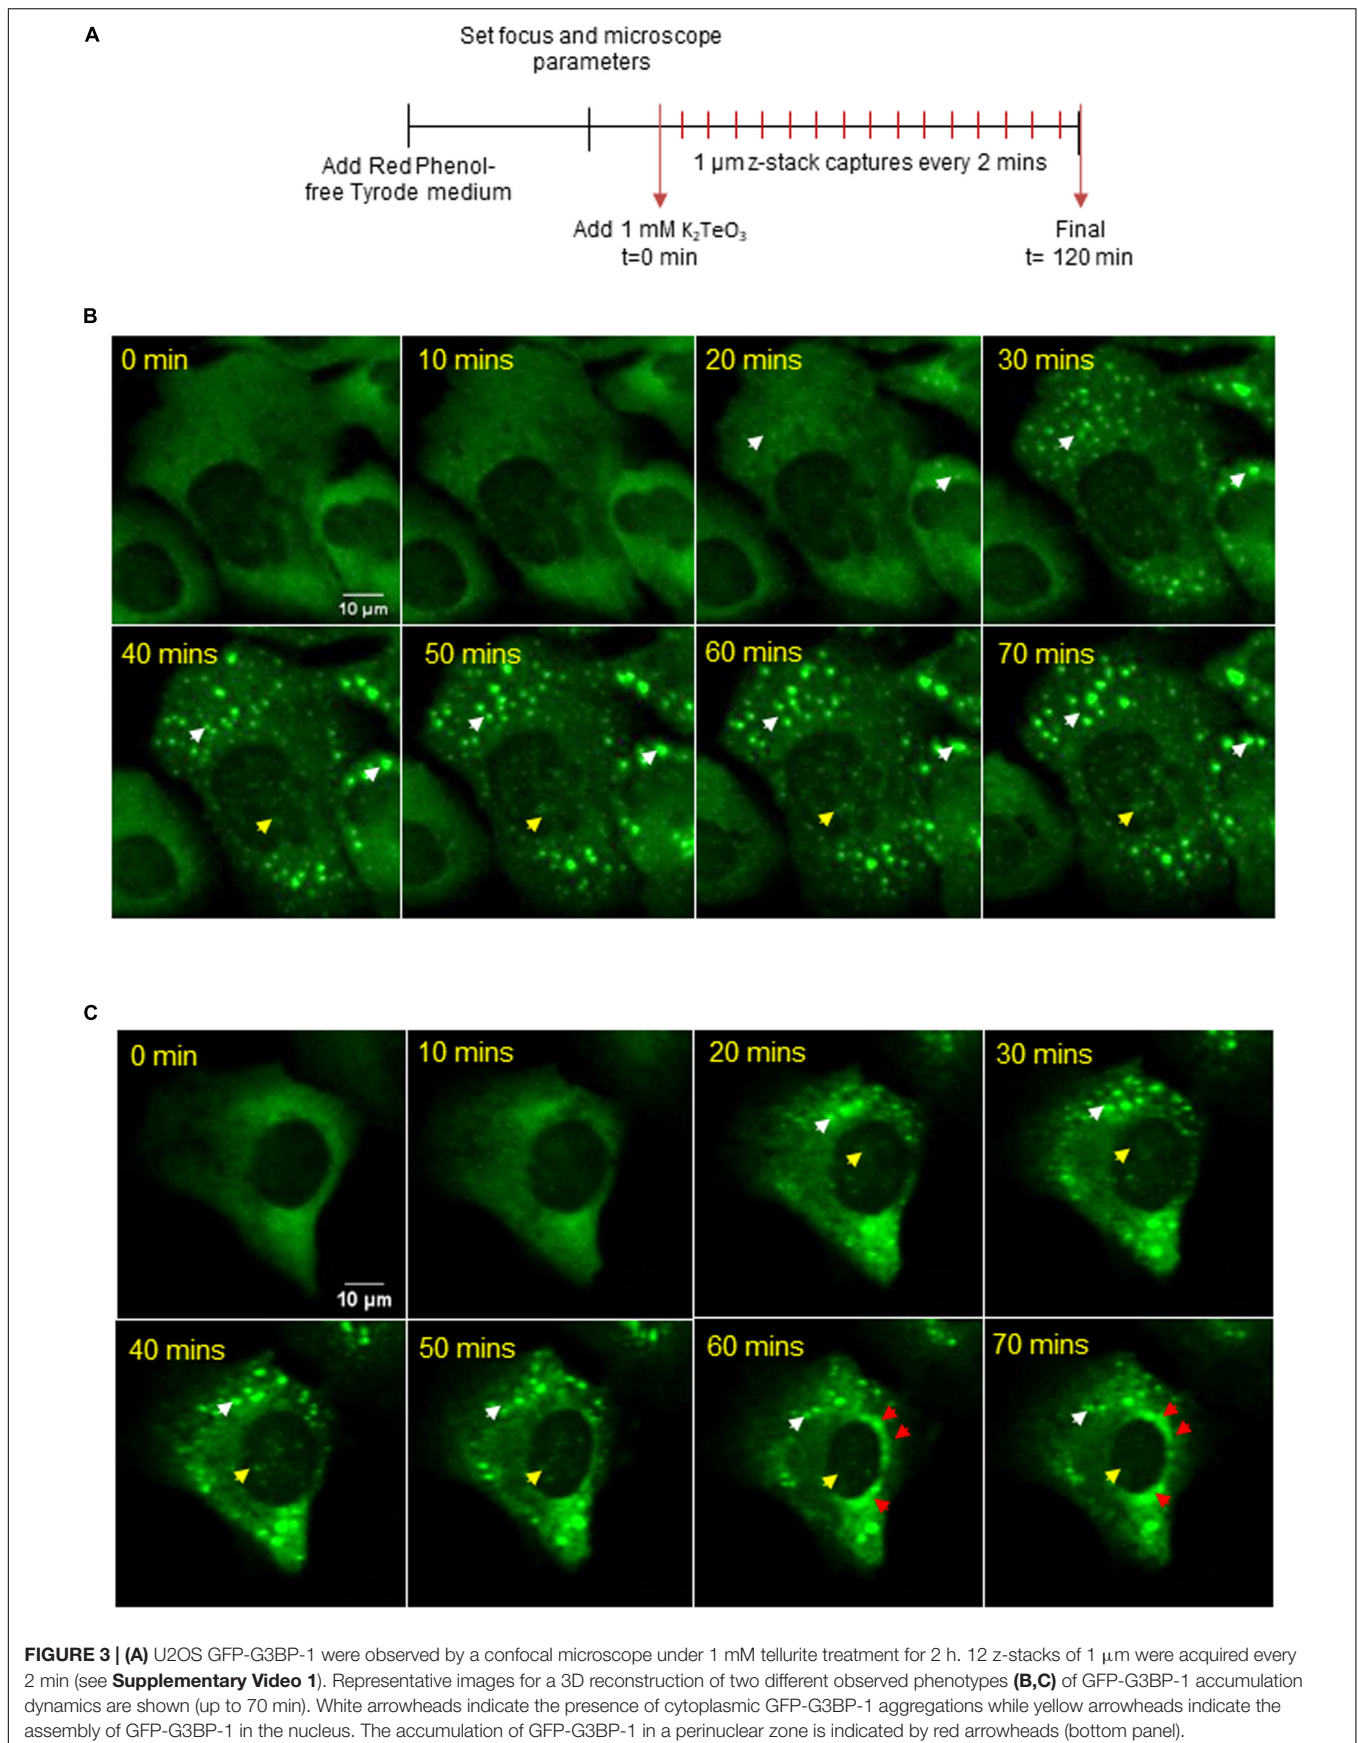 A
Set focus and microscope
parameters
Add Red Phenol-
free Tyrode medium
1 µm z-stack captures every 2 mins
Add 1 mM K₂TeO₃
t=0 min
Final
t= 120 min
B
0 min
10 mins
20 mins
30 mins
10 µm
40 mins
50 mins
60 mins
70 mins
C
0 min
10 mins
20 mins
30 mins
10 µm
40 mins
50 mins
60 mins
70 mins
FIGURE 3 | (A) U2OS GFP-G3BP-1 were observed by a confocal microscope under 1 mM tellurite treatment for 2 h. 12 z-stacks of 1 µm were acquired every
2 min (see Supplementary Video 1). Representative images for a 3D reconstruction of two different observed phenotypes (B,C) of GFP-G3BP-1 accumulation
dynamics are shown (up to 70 min). White arrowheads indicate the presence of cytoplasmic GFP-G3BP-1 aggregations while yellow arrowheads indicate the
assembly of GFP-G3BP-1 in the nucleus. The accumulation of GFP-G3BP-1 in a perinuclear zone is indicated by red arrowheads (bottom panel).